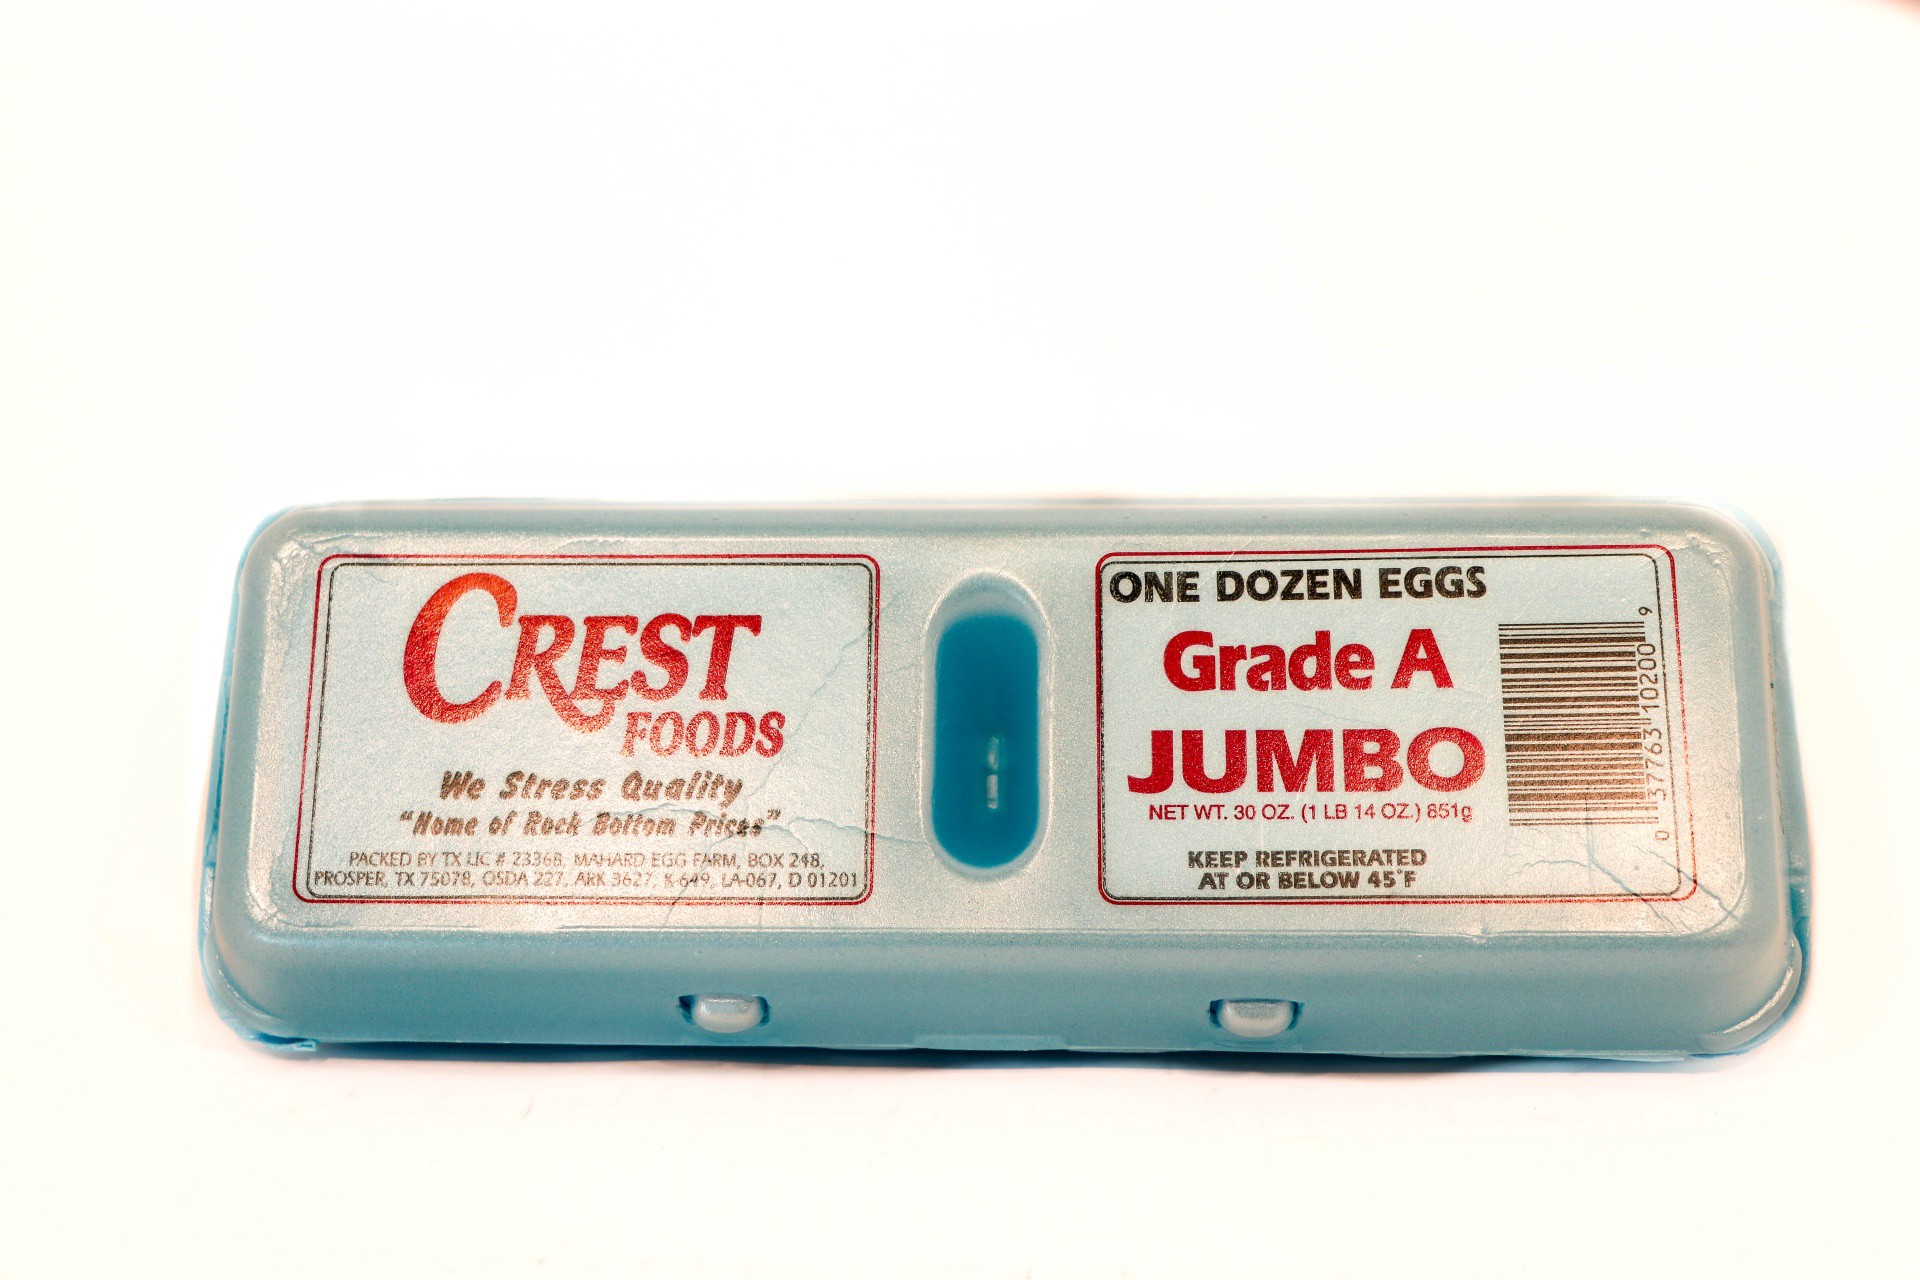 CREST
FOODS
We Stress Quality
"Home of Rock Bottom Prices"
PACKED BY TX LIC # 23368, MAHARD EGG FARM, BOX 248,
PROSPER, TX 75078, OSDA 227, ARK 3627, K-649, LA-067, D 01201
ONE DOZEN EGGS
Grade A
JUMBO
NET WT. 30 OZ. (1 LB 14 OZ.) 851g
KEEP REFRIGERATED
AT OR BELOW 45°F
0 37763 10200 9